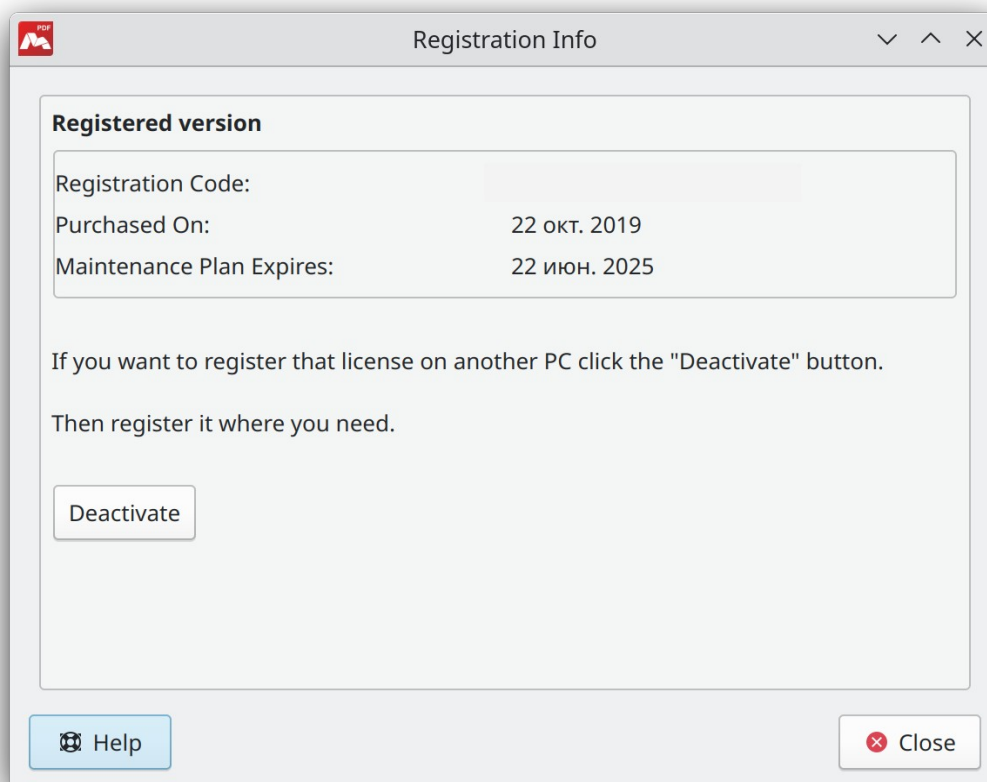 PDF
Registration Info
Registered version
Registration Code:
Purchased On: 22 окт. 2019
Maintenance Plan Expires: 22 июн. 2025
If you want to register that license on another PC click the "Deactivate" button.
Then register it where you need.
Deactivate
Help
Close